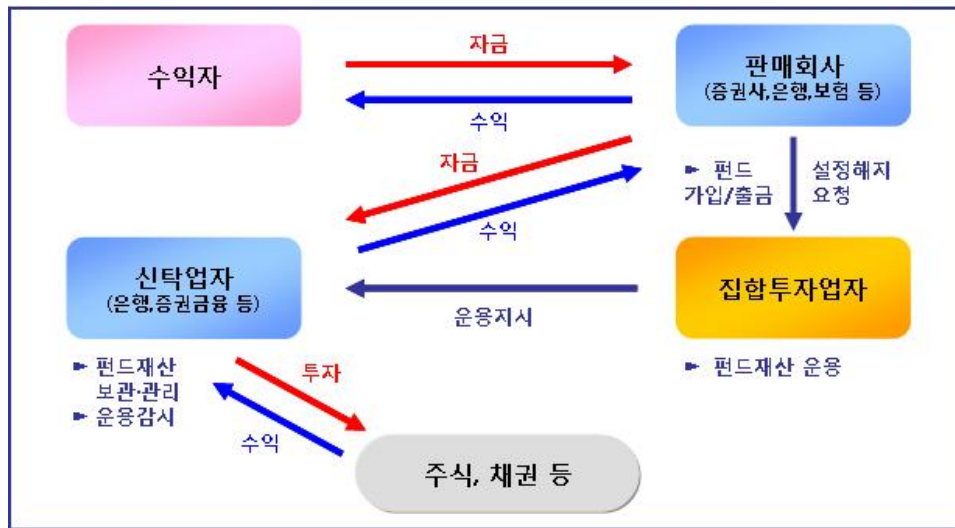 자금
수익자
판매회사
(증권사,은행,보험 등)
수익
자금
► 펀드
가입/출금
설정해지
요청
수익
신탁업자
(은행,증권금융 등)
집합투자업자
운용지시
► 펀드재산
보관·관리
► 운용감시
투자
► 펀드재산 운용
수익
주식, 채권 등